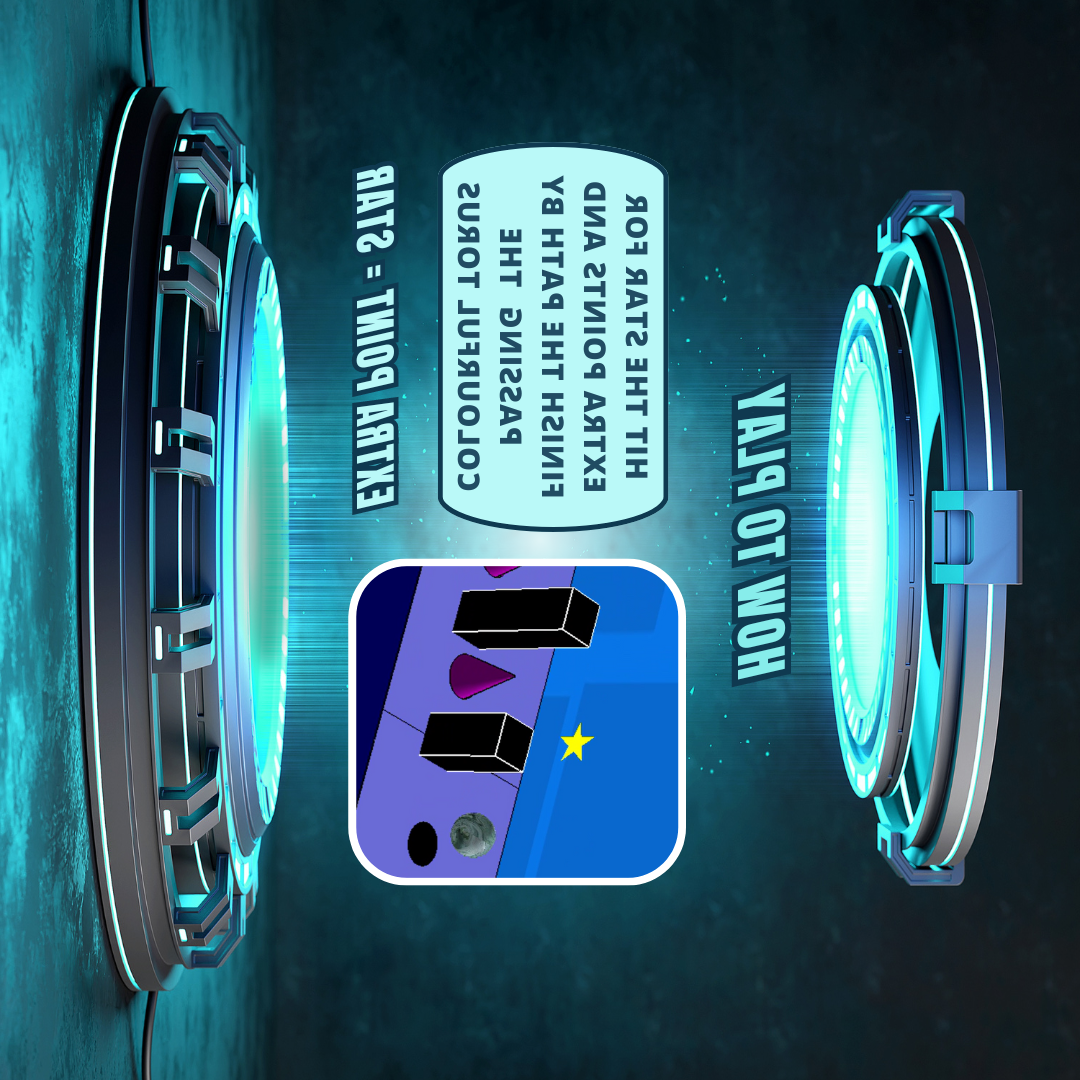 HOW TO PLAY
HIT THE STAR FOR
EXTRA POINTS AND
FINISH THE PATH BY
PASSING THE
COLOURFUL TORUS
EXTRA POINT = STAR